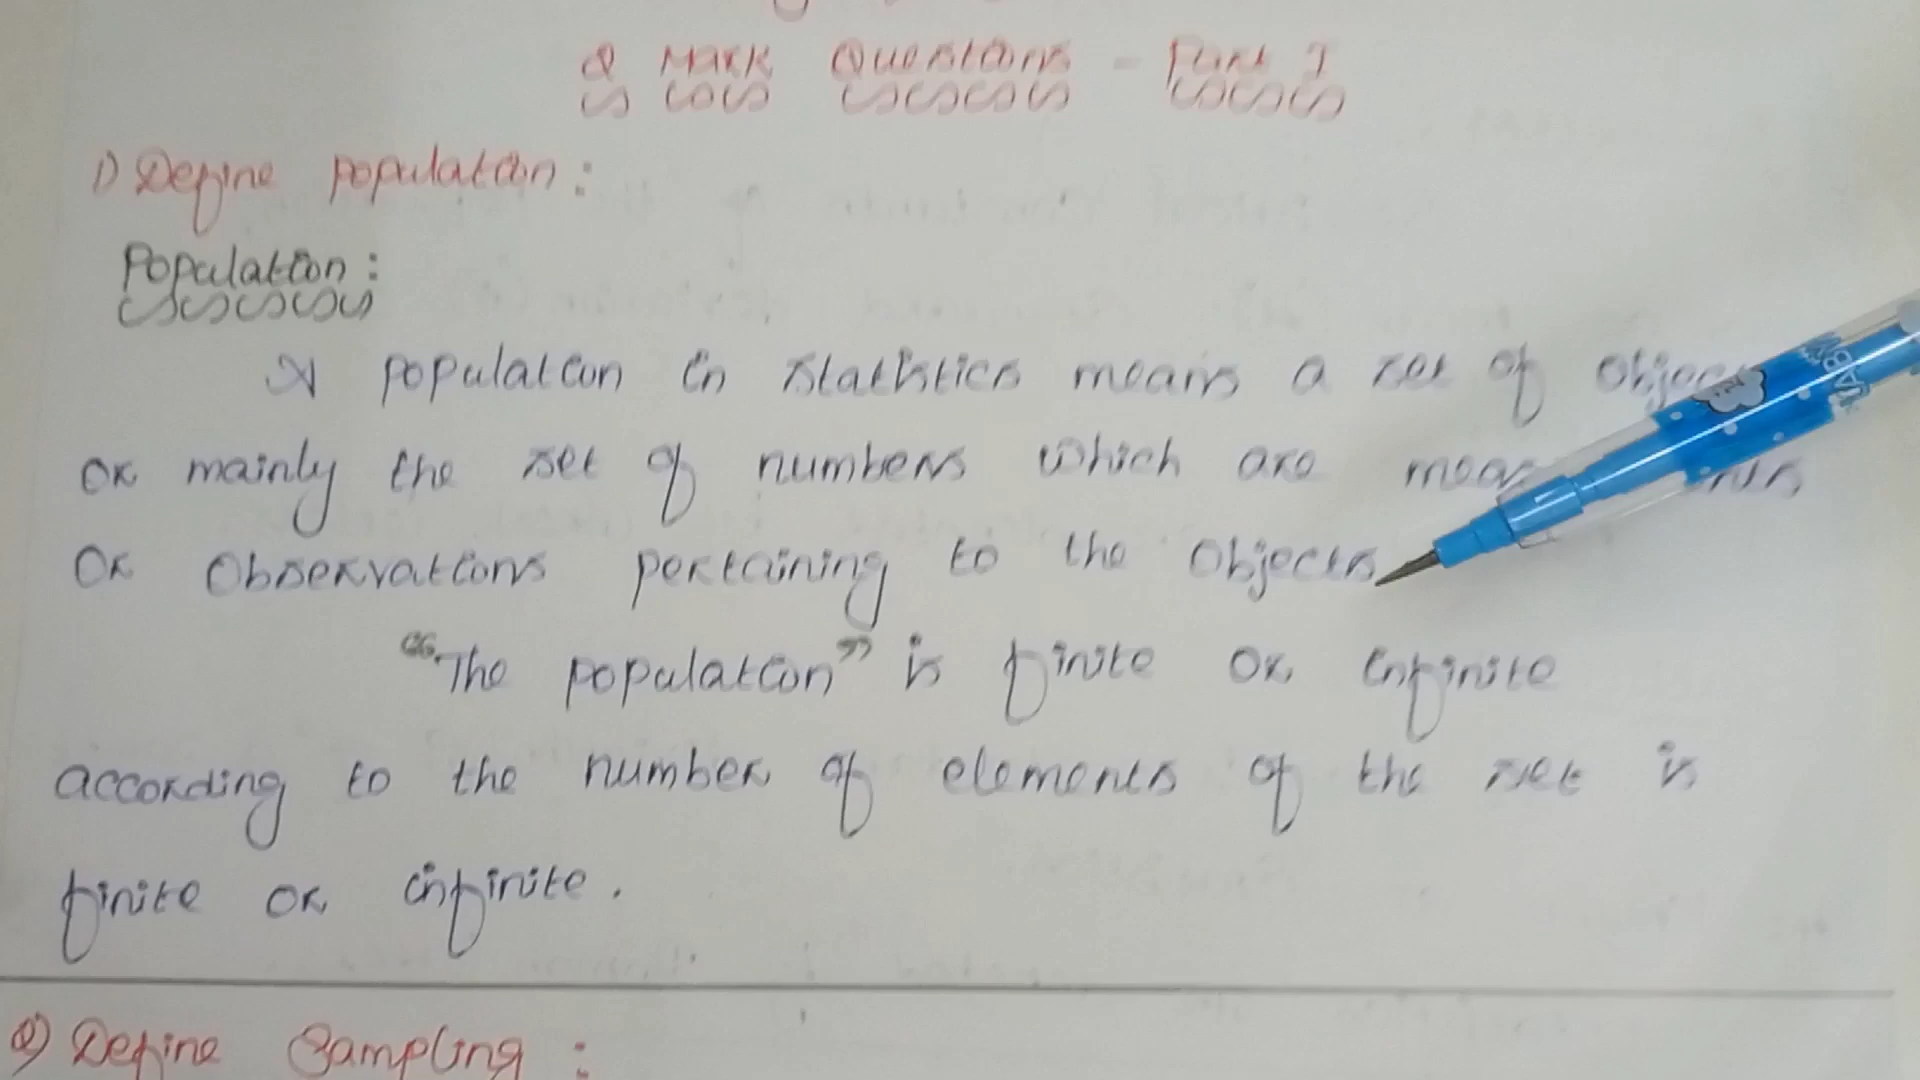 2 Mark Questions - Part I
1) Define population:
Population:
A population in statistics means a set of
or mainly the set of numbers which are
or observations pertaining to the objects.
"The population" is finite or infinite
according to the number of elements of the set is
finite or infinite.
2) Define Sampling: